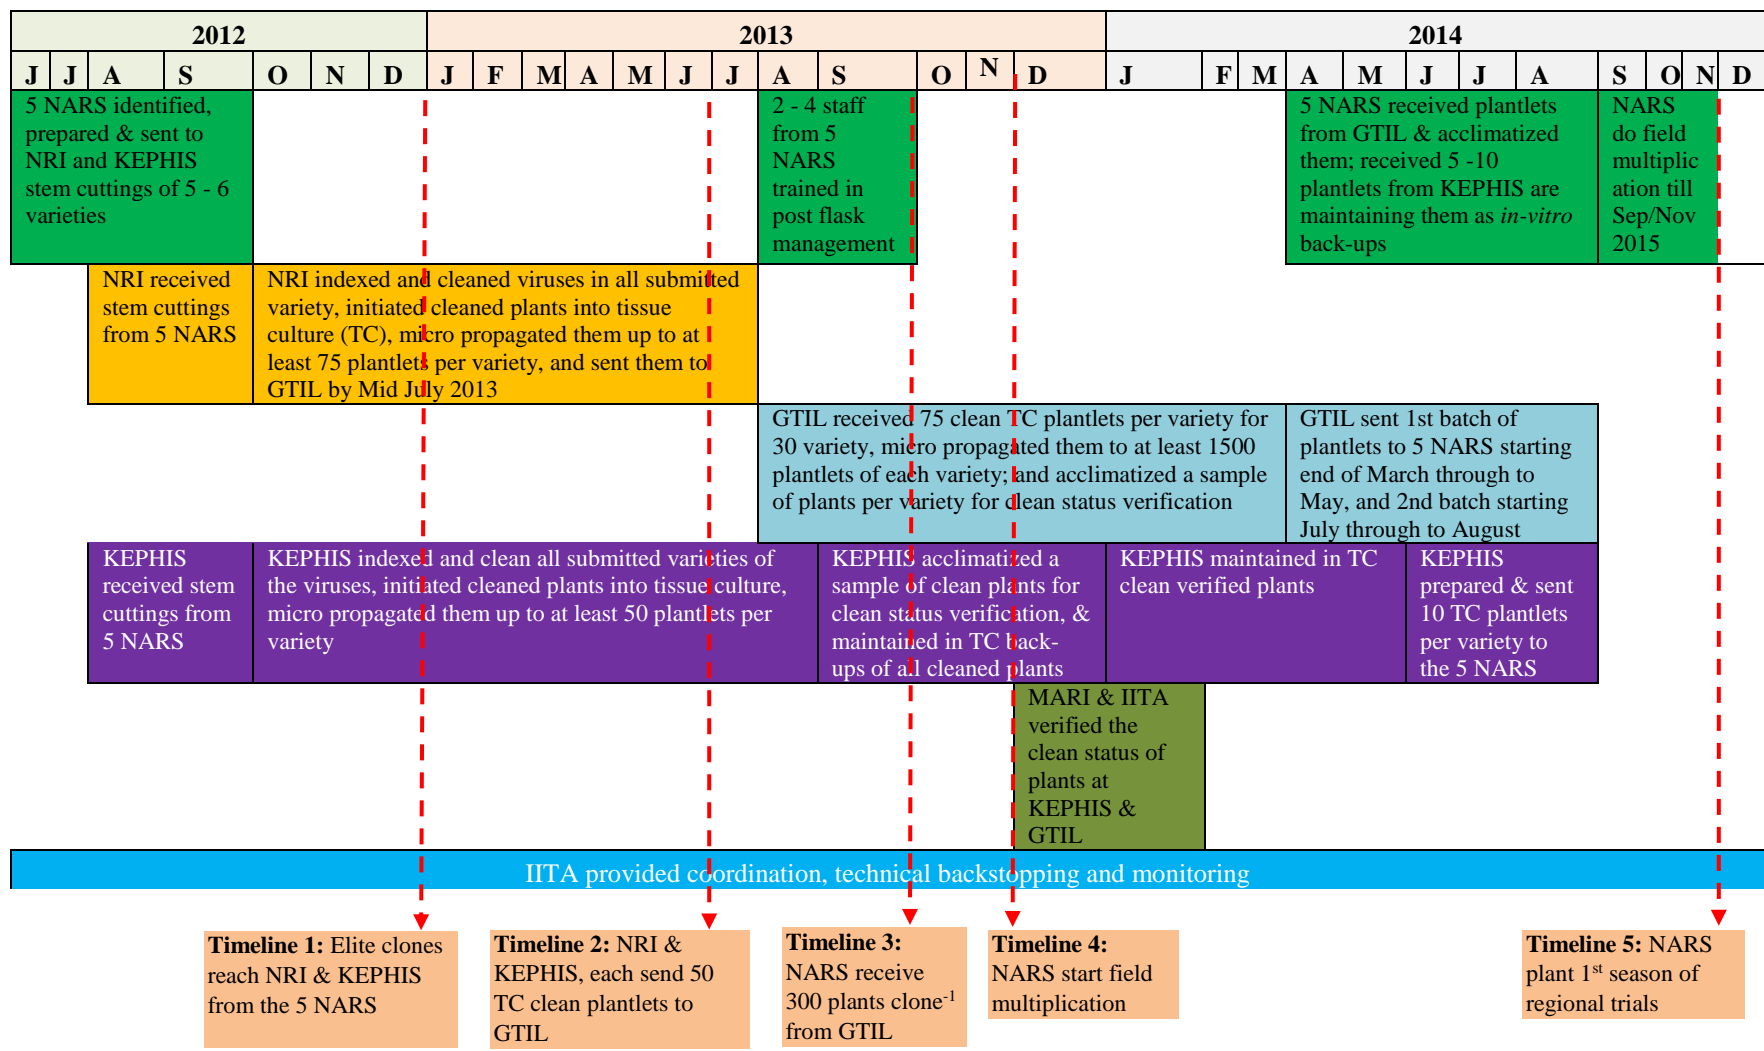 2012
2013
2014
J J A S O N D J F M A M J J A S O N D J F M A M J J A S O N D
5 NARS identified,
prepared & sent to
NRI and KEPHIS
stem cuttings of 5 - 6
varieties
2 - 4 staff
from 5
NARS
trained in
post flask
management
5 NARS received plantlets
from GTIL & acclimatized
them; received 5 -10
plantlets from KEPHIS are
maintaining them as in-vitro
back-ups
NARS
do field
multiplic
ation till
Sep/Nov
2015
NRI received
stem cuttings
from 5 NARS
NRI indexed and cleaned viruses in all submitted
variety, initiated cleaned plants into tissue
culture (TC), micro propagated them up to at
least 75 plantlets per variety, and sent them to
GTIL by Mid July 2013
GTIL received 75 clean TC plantlets per variety for
30 variety, micro propagated them to at least 1500
plantlets of each variety; and acclimatized a sample
of plants per variety for clean status verification
GTIL sent 1st batch of
plantlets to 5 NARS starting
end of March through to
May, and 2nd batch starting
July through to August
KEPHIS
received stem
cuttings from
5 NARS
KEPHIS indexed and clean all submitted varieties of
the viruses, initiated cleaned plants into tissue culture,
micro propagated them up to at least 50 plantlets per
variety
KEPHIS acclimatized a
sample of clean plants for
clean status verification, &
maintained in TC back-
ups of all cleaned plants
KEPHIS maintained in TC
clean verified plants
KEPHIS
prepared & sent
10 TC plantlets
per variety to
the 5 NARS
MARI & IITA
verified the
clean status of
plants at
KEPHIS &
GTIL
IITA provided coordination, technical backstopping and monitoring
Timeline 1: Elite clones
reach NRI & KEPHIS
from the 5 NARS
Timeline 2: NRI &
KEPHIS, each send 50
TC clean plantlets to
GTIL
Timeline 3:
NARS receive
300 plants clone-1
from GTIL
Timeline 4:
NARS start field
multiplication
Timeline 5: NARS
plant 1st season of
regional trials